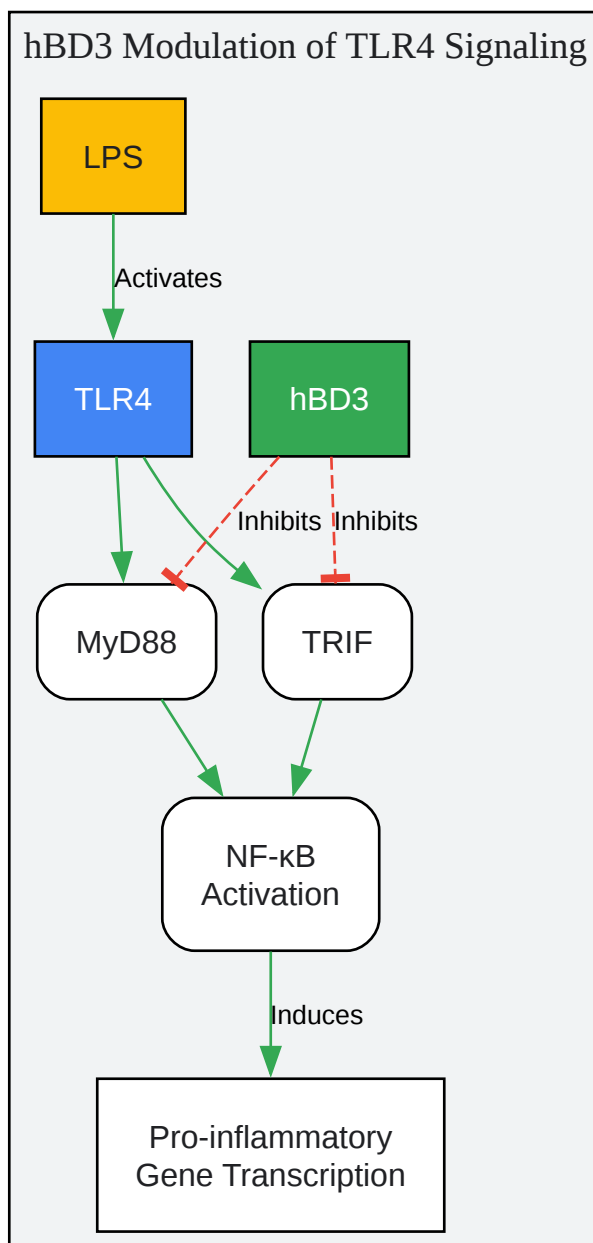 hBD3 Modulation of TLR4 Signaling
LPS
Activates
TLR4
hBD3
Inhibits
Inhibits
MyD88
TRIF
NF-κB
Activation
Induces
Pro-inflammatory
Gene Transcription